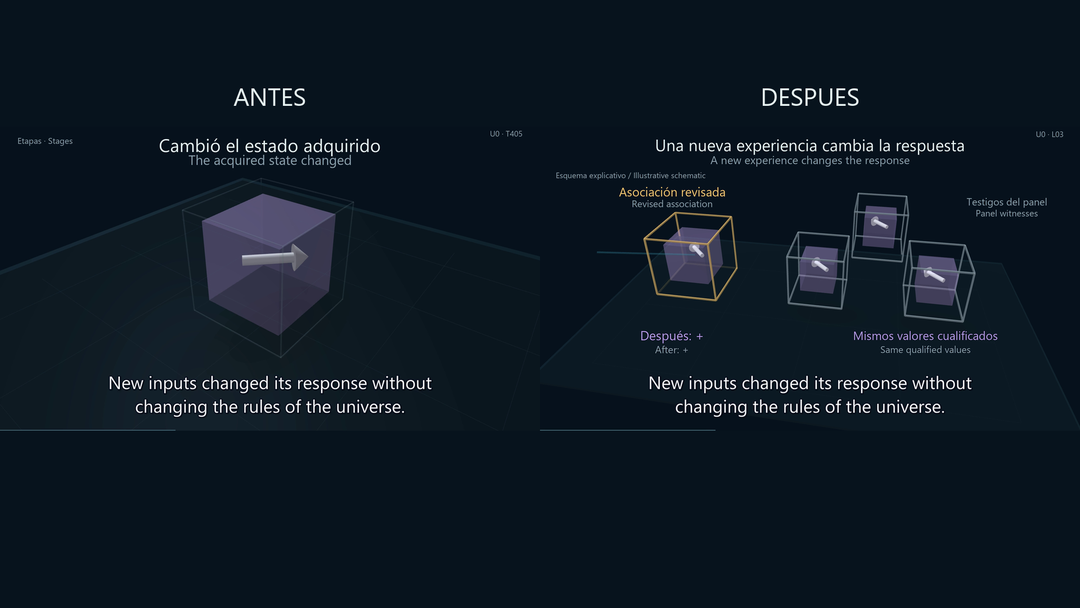 ANTES
Etapas · Stages
U0 · T405
Cambió el estado adquirido
The acquired state changed
New inputs changed its response without
changing the rules of the universe.
DESPUES
U0 · L03
Una nueva experiencia cambia la respuesta
A new experience changes the response
Esquema explicativo / Illustrative schematic
Asociación revisada
Revised association
Testigos del panel
Panel witnesses
Después: +
After: +
Mismos valores cualificados
Same qualified values
New inputs changed its response without
changing the rules of the universe.